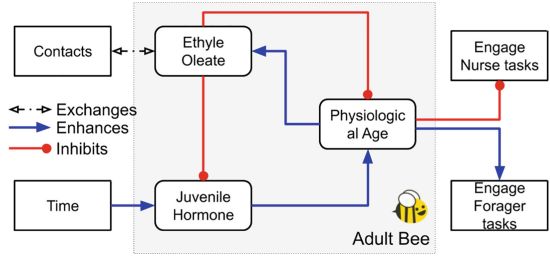 Contacts
Ethyle
Oleate
Engage
Nurse tasks
Exchanges
Enhances
Inhibits
Physiologic
al Age
Time
Juvenile
Hormone
Engage
Forager
tasks
Adult Bee